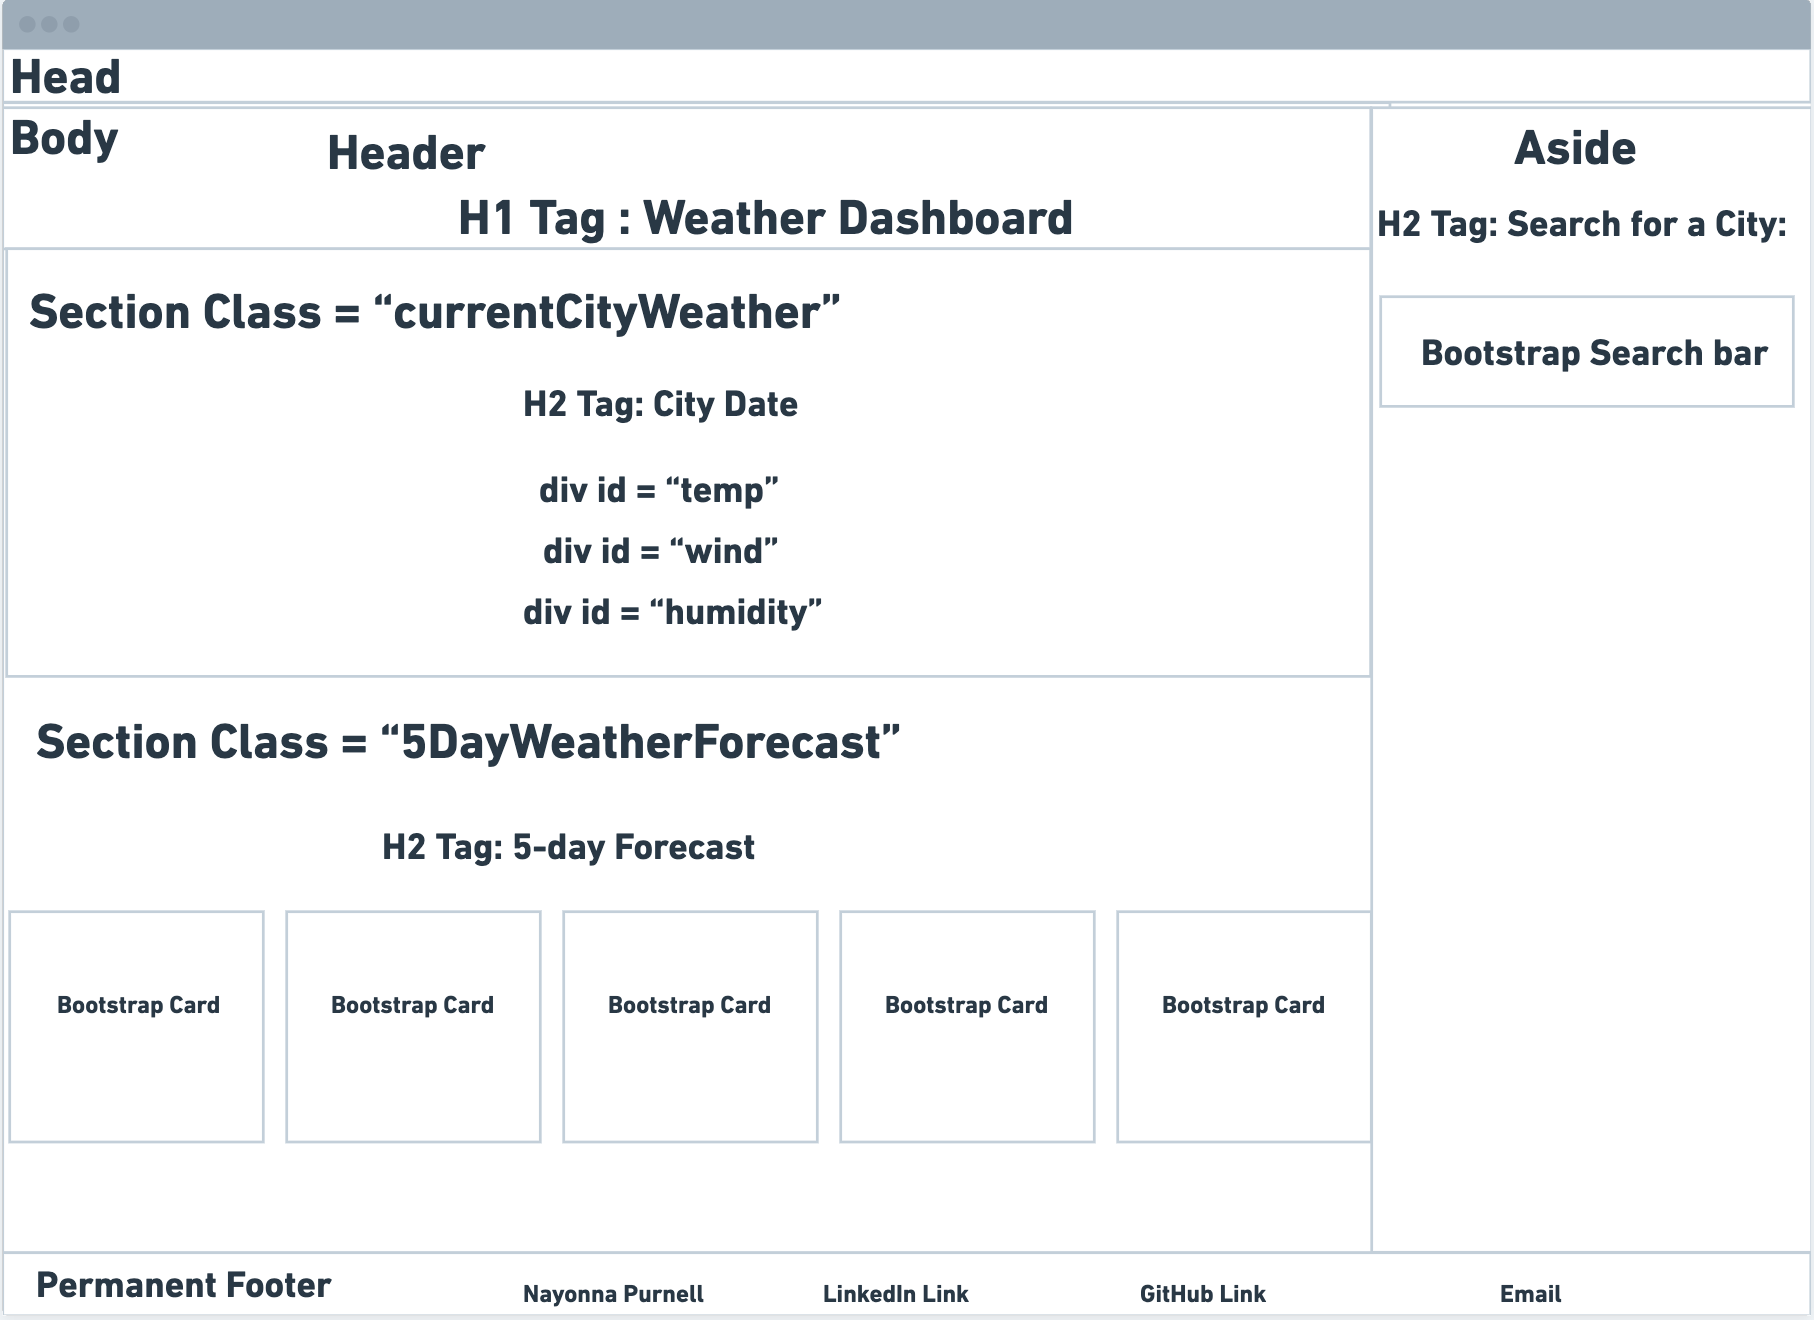 Head
Body
Header
H1 Tag : Weather Dashboard
Aside
H2 Tag: Search for a City:
Bootstrap Search bar
Section Class = “currentCityWeather”
H2 Tag: City Date
div id = “temp”
div id = “wind”
div id = “humidity”
Section Class = “5DayWeatherForecast”
H2 Tag: 5-day Forecast
Bootstrap Card
Bootstrap Card
Bootstrap Card
Bootstrap Card
Bootstrap Card
Permanent Footer
Nayonna Purnell
LinkedIn Link
GitHub Link
Email